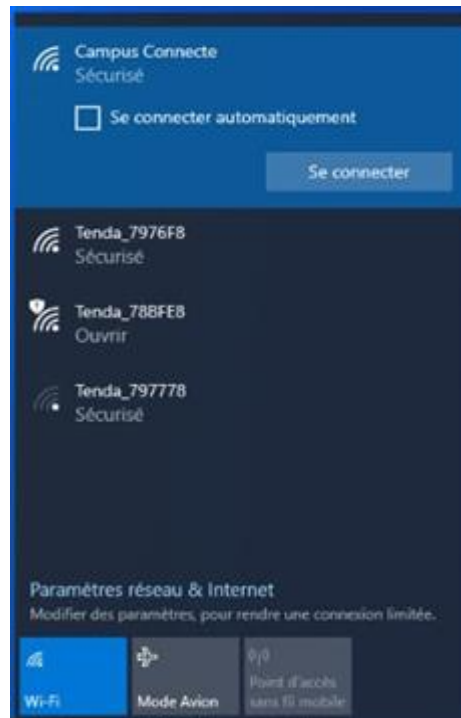 Campus Connecte
Sécurisé
Se connecter automatiquement
Se connecter
Tenda_7976F8
Sécurisé
Tenda_788FE8
Ouvrir
Tenda_797778
Sécurisé
Paramètres réseau & Internet
Modifier des paramètres, pour rendre une connexion limitée.
Wi-Fi
Mode Avion
Point d'accès
sans fil mobile